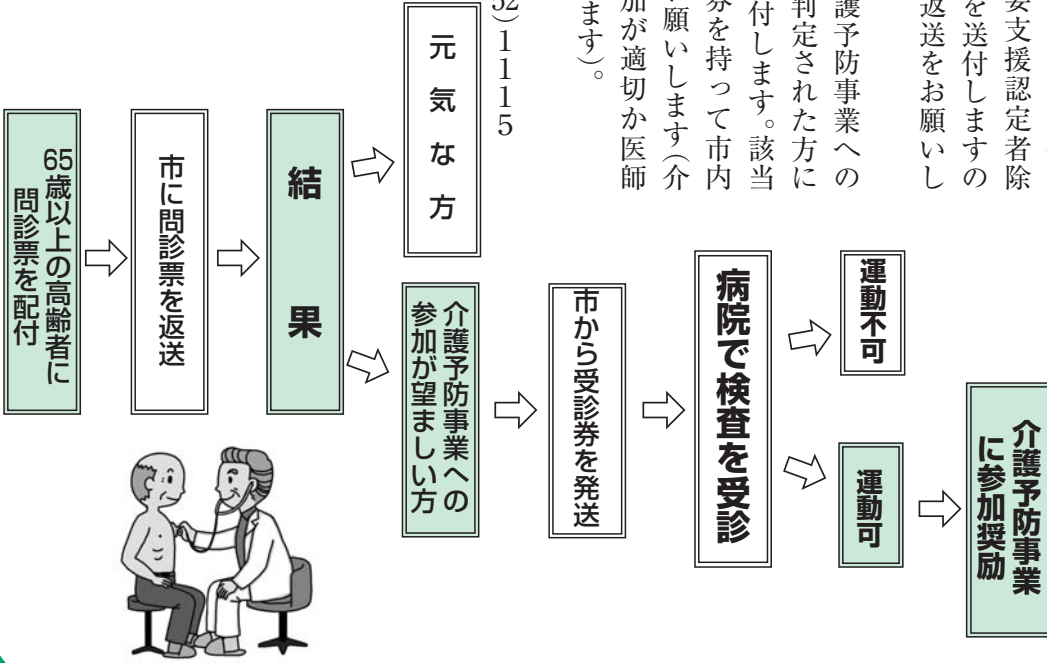 要支援認定者除
を送付しますの
返送をお願いし
護予防事業への
判定された方に
付します。該当
券を持って市内
願いします（介
加が適切か医師
ます）。
52）1115
65歳以上の高齢者に
問診票を配付
市に問診票を返送
結果
元気な方
介護予防事業への
参加が望ましい方
市から受診券を発送
病院で検査を受診
運動不可
運動可
介護予防事業
に参加奨励